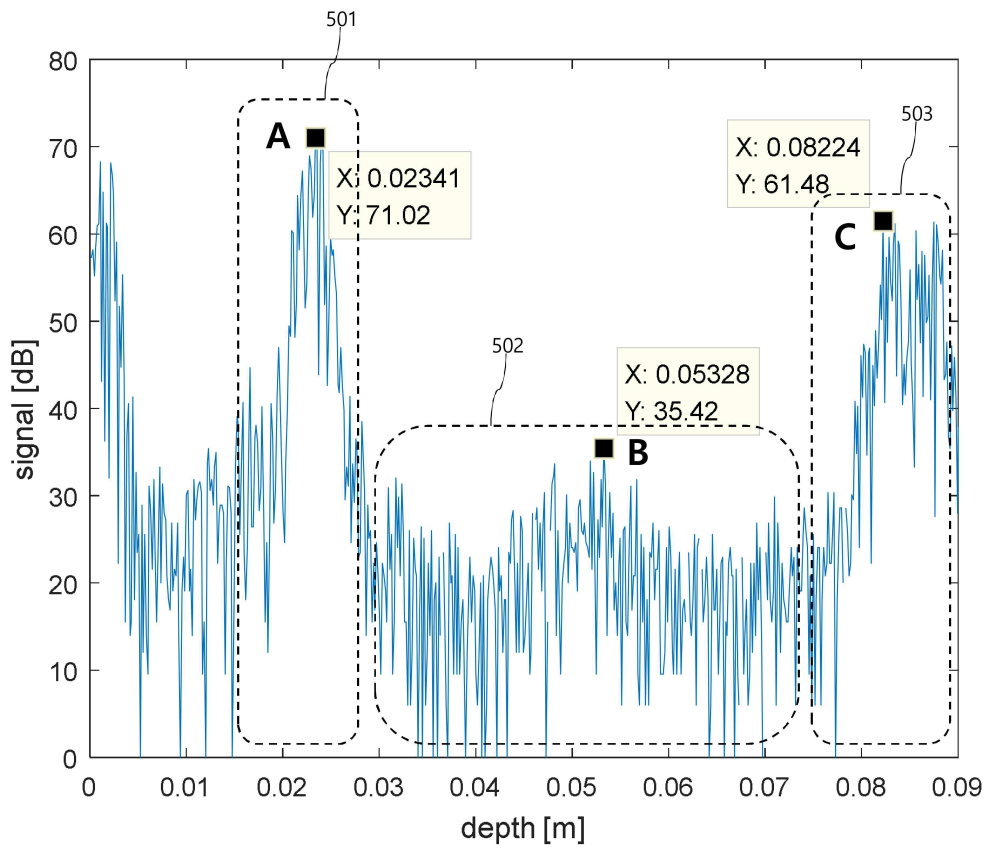 501
80
70
60
50
40
30
20
10
0
signal [dB]
A
X: 0.02341
Y: 71.02
503
X: 0.08224
Y: 61.48
C
502
X: 0.05328
Y: 35.42
B
0
0.01
0.02
0.03
0.04
0.05
0.06
0.07
0.08
0.09
depth [m]